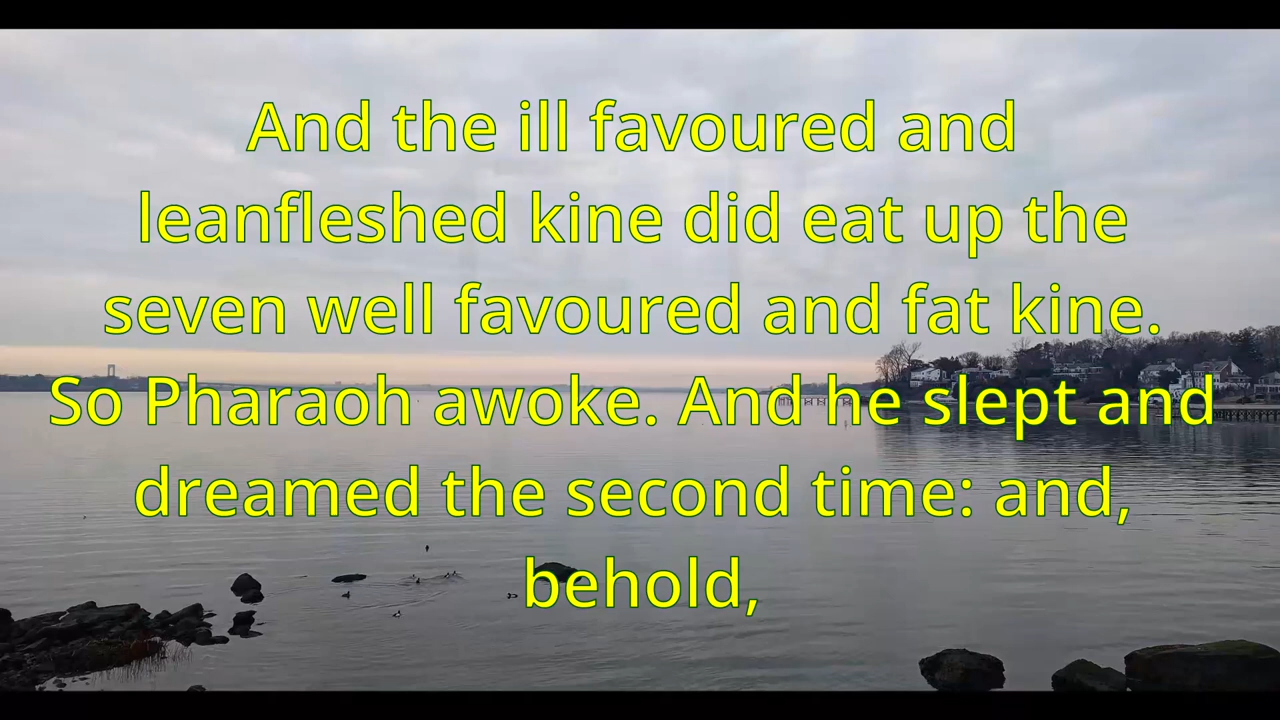 And the ill favoured and
leanfleshed kine did eat up the
seven well favoured and fat kine.
So Pharaoh awoke. And he slept and
dreamed the second time: and,
behold,